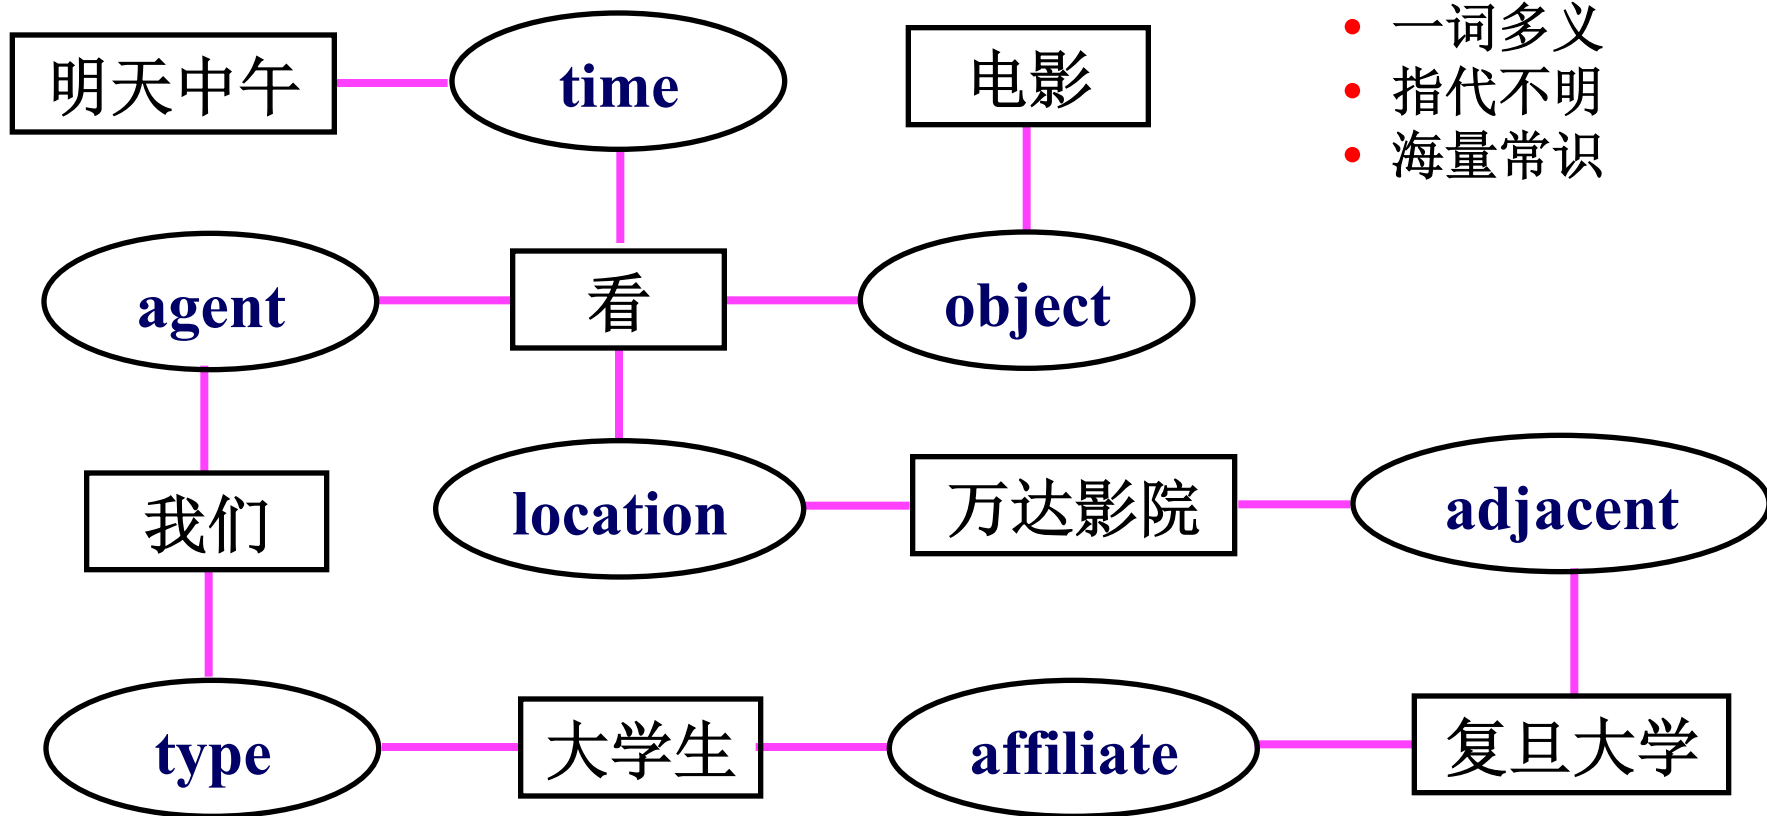 明天中午
time
电影
• 一词多义
• 指代不明
• 海量常识
agent
看
object
我们
location
万达影院
adjacent
type
大学生
affiliate
复旦大学